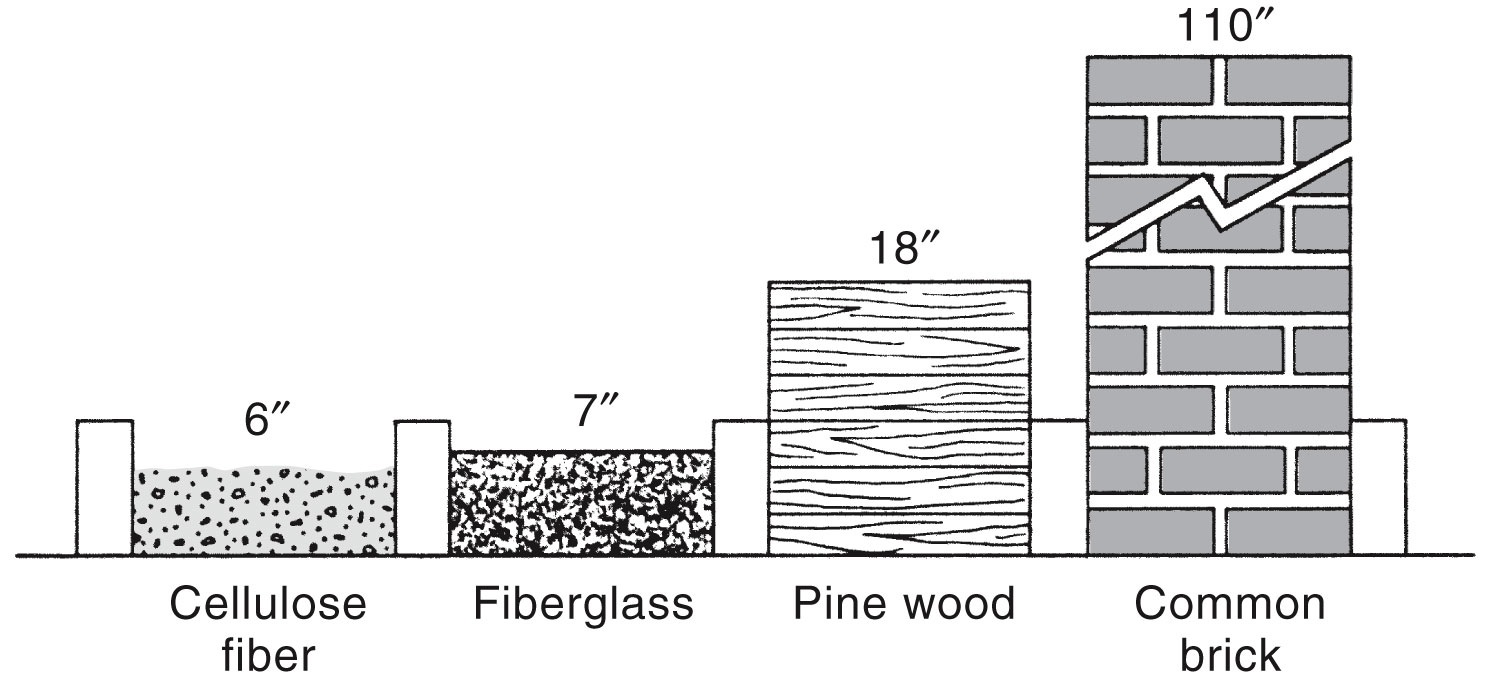 110″
18″
6″
7″
Cellulose
fiber
Fiberglass
Pine wood
Common
brick